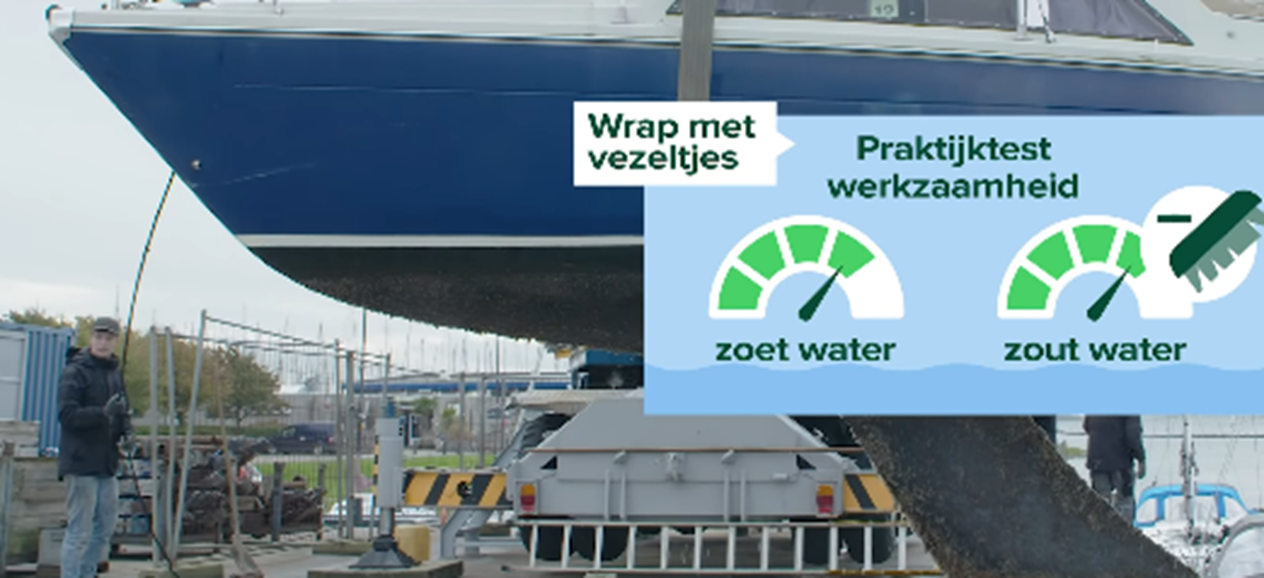 Wrap met
vezeltjes
Praktijktest
werkzaamheid
zoet water
zout water